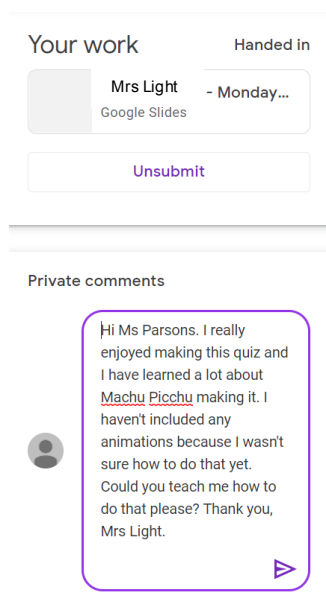 Your work
Handed in
Mrs Light
- Monday...
Google Slides
Unsubmit
Private comments
Hi Ms Parsons. I really
enjoyed making this quiz and
I have learned a lot about
Machu Picchu making it. I
haven't included any
animations because I wasn't
sure how to do that yet.
Could you teach me how to
do that please? Thank you,
Mrs Light.